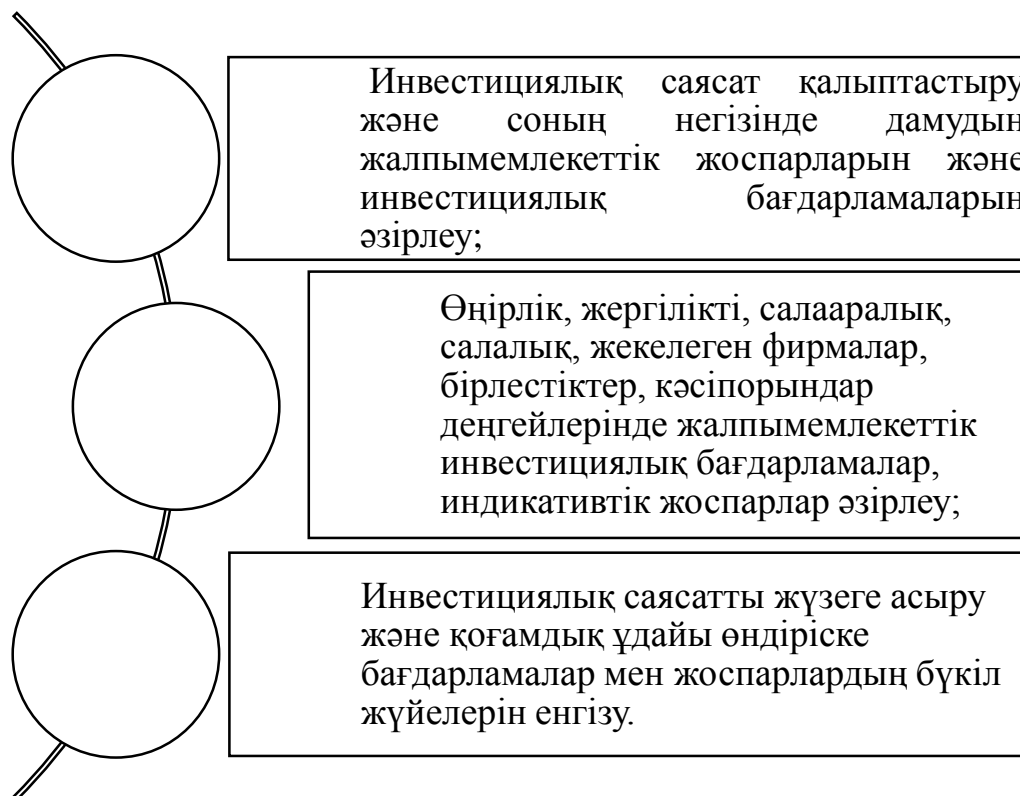 Инвестициялық саясат қалыптастыру
және соның негізінде дамудың
жалпымемлекеттік жоспарларын және
инвестициялық бағдарламаларын
әзірлеу;
Өңірлік, жергілікті, салааралық,
салалық, жекелеген фирмалар,
бірлестіктер, кәсіпорындар
деңгейлерінде жалпымемлекеттік
инвестициялық бағдарламалар,
индикативтік жоспарлар әзірлеу;
Инвестициялық саясатты жүзеге асыру
және қоғамдық ұдайы өндіріске
бағдарламалар мен жоспарлардың бүкіл
жүйелерін енгізу.